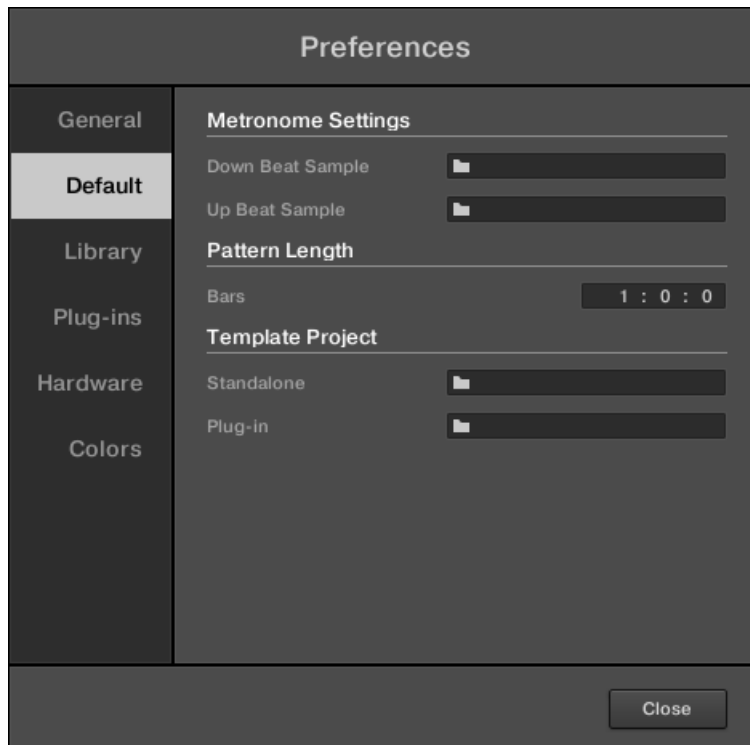 Preferences
General
Default
Library
Plug-ins
Hardware
Colors
Metronome Settings
Down Beat Sample
Up Beat Sample
Pattern Length
Bars 1 : 0 : 0
Template Project
Standalone
Plug-in
Close